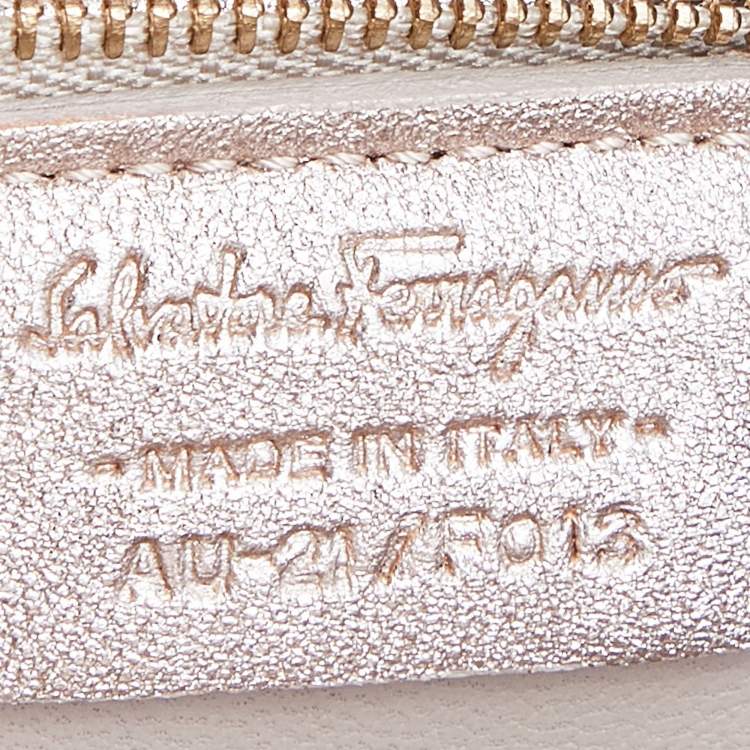 Salvatore Ferragamo
-MADE IN ITALY-
AU-21/F013